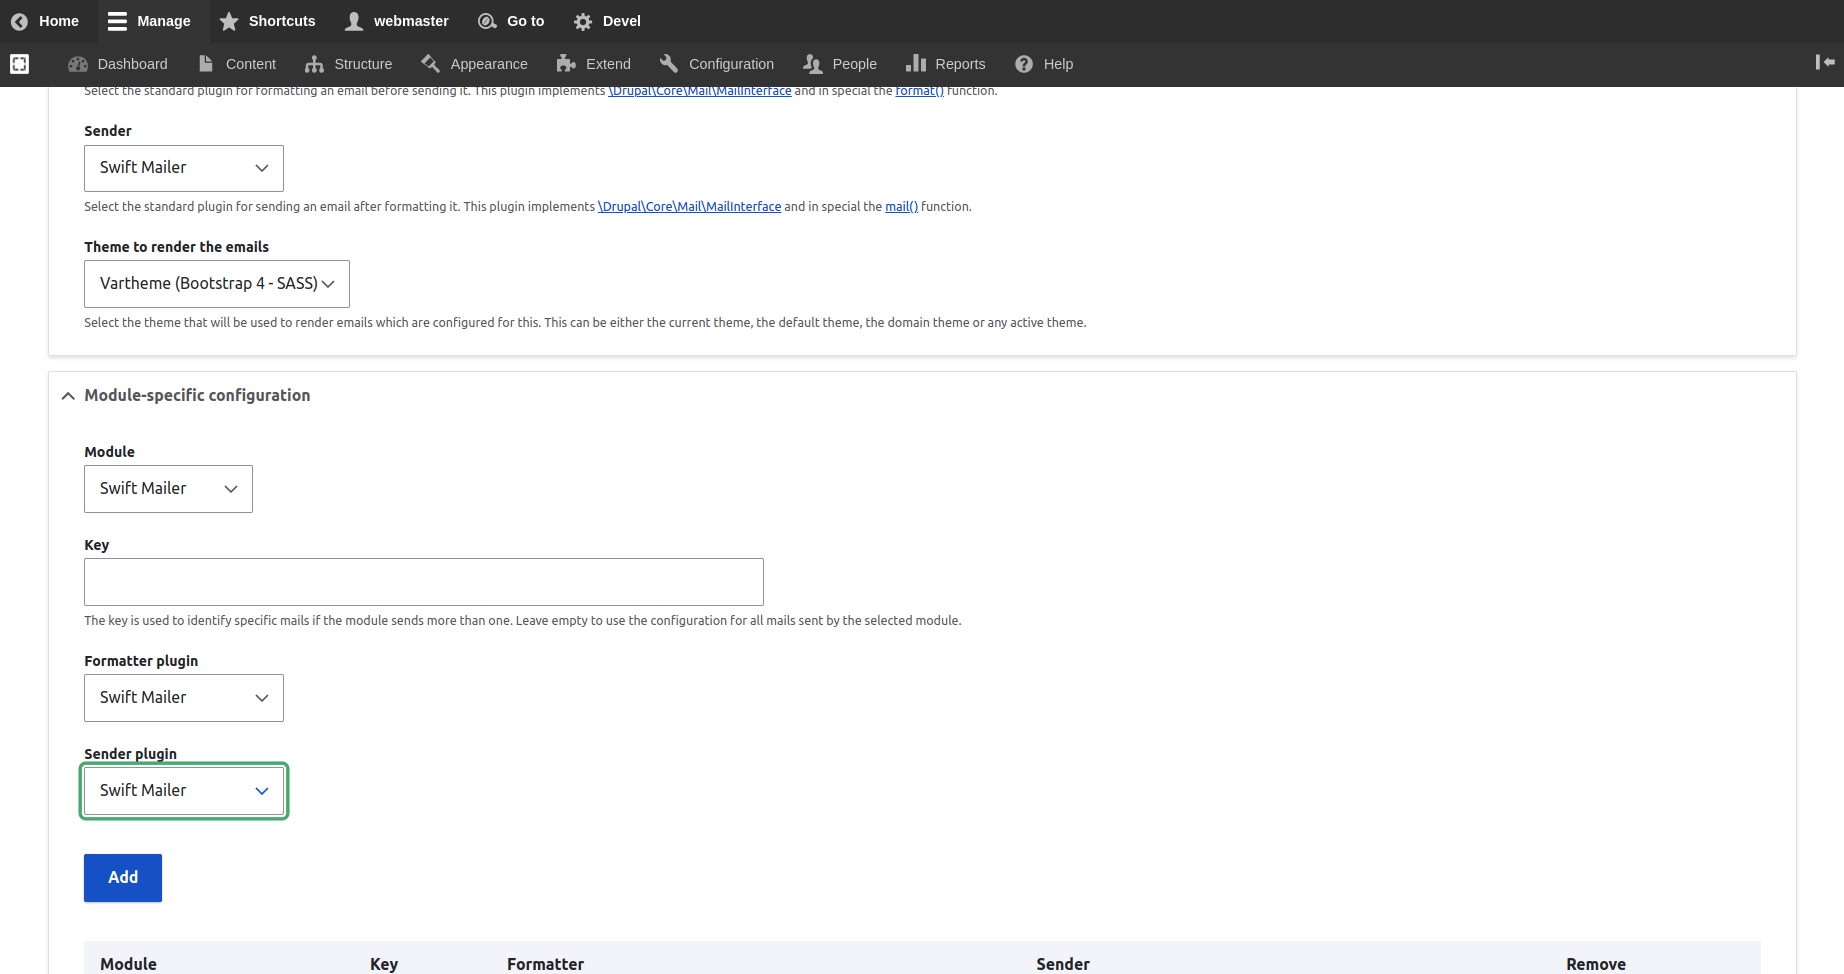 Home Manage Shortcuts webmaster Go to Devel
Dashboard Content Structure Appearance Extend Configuration People Reports Help
Select the standard plugin for formatting an email before sending it. This plugin implements \Drupal\Core\Mail\MailInterface and in special the format() function.
Sender
Swift Mailer
Select the standard plugin for sending an email after formatting it. This plugin implements \Drupal\Core\Mail\MailInterface and in special the mail() function.
Theme to render the emails
Vartheme (Bootstrap 4 - SASS)
Select the theme that will be used to render emails which are configured for this. This can be either the current theme, the default theme, the domain theme or any active theme.
Module-specific configuration
Module
Swift Mailer
Key
The key is used to identify specific mails if the module sends more than one. Leave empty to use the configuration for all mails sent by the selected module.
Formatter plugin
Swift Mailer
Sender plugin
Swift Mailer
Add
Module Key Formatter Sender Remove